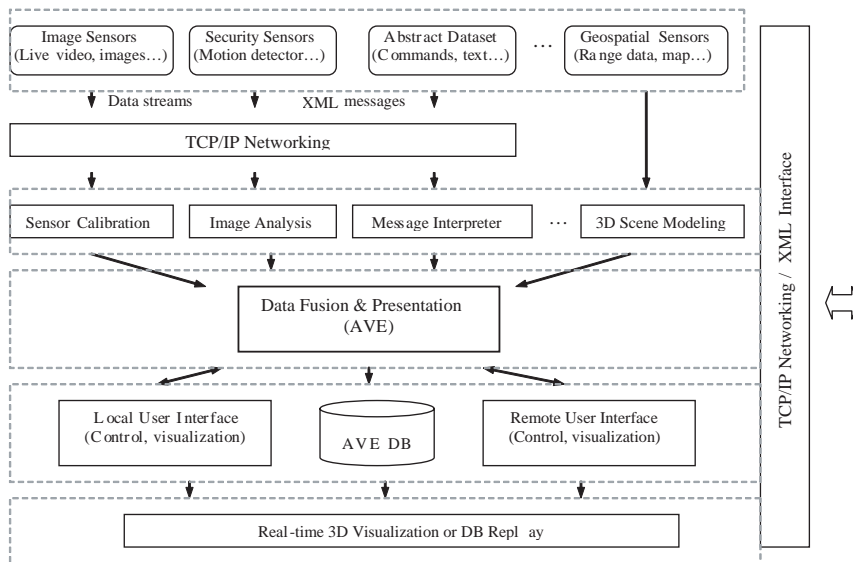 Image Sensors
(Live video, images…)
Security Sensors
(Motion detector…)
Abstract Dataset
(Commands, text…)
…
Geospatial Sensors
(Range data, map…)
Data streams
XML messages
TCP/IP Networking
Sensor Calibration
Image Analysis
Message Interpreter
…
3D Scene Modeling
Data Fusion & Presentation
(AVE)
Local User Interface
(Control, visualization)
AVE DB
Remote User Interface
(Control, visualization)
Real-time 3D Visualization or DB Repl ay
TCP/IP Networking / XML Interface